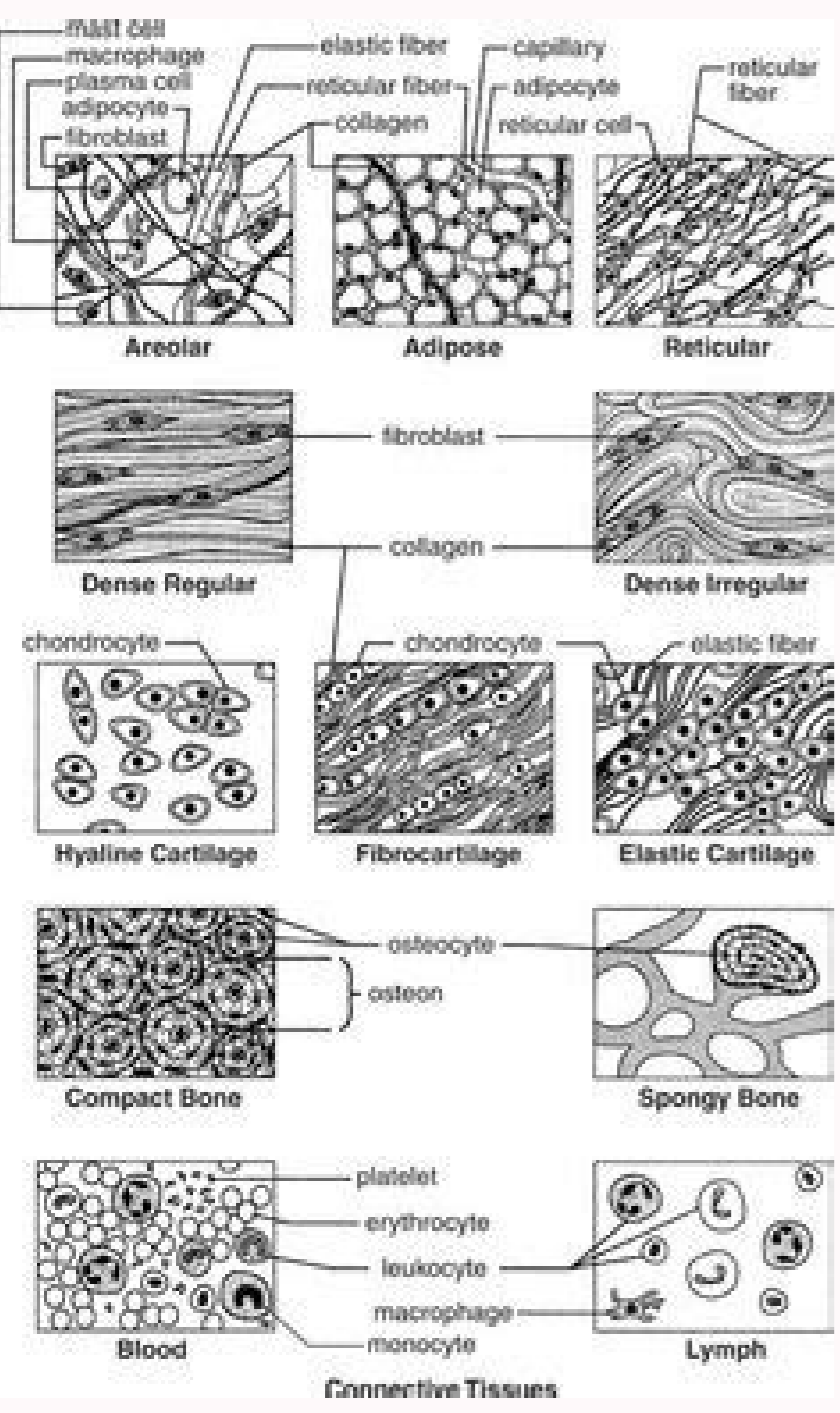 mast cell
macrophage
plasma cell
adipocyte
fibroblast
elastic fiber
reticular fiber
collagen
capillary
adipocyte
reticular cell
reticular
fiber
Areolar
Adipose
Reticular
fibroblast
collagen
Dense Regular
Dense Irregular
chondrocyte
chondrocyte
elastic fiber
Hyaline Cartilage
Fibrocartilage
Elastic Cartilage
osteocyte
osteon
Compact Bone
Spongy Bone
platelet
erythrocyte
leukocyte
macrophage
monocyte
Blood
Lymph
Connective Tissues